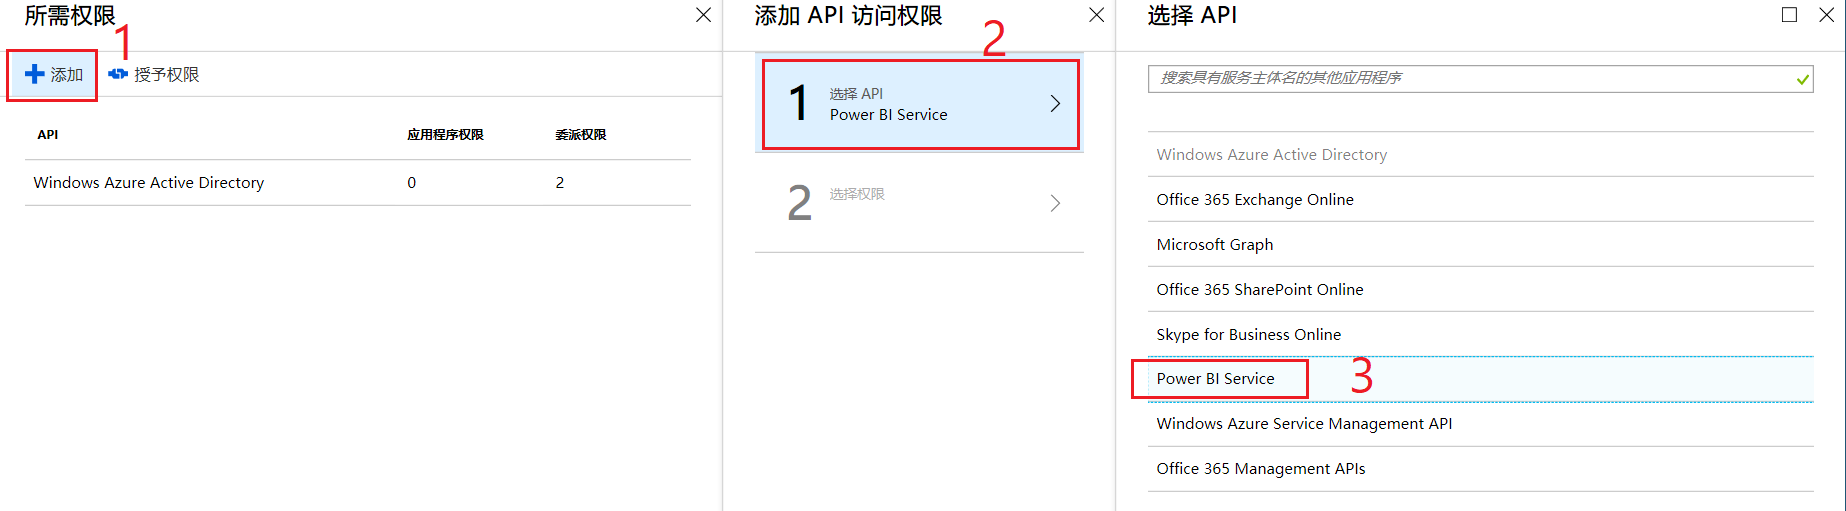 所需权限
1
添加 授予权限
API 应用程序权限 委派权限
Windows Azure Active Directory 0 2
添加 API 访问权限
2
1 选择 API
Power BI Service
2 选择权限
选择 API
搜索具有服务主体名的其他应用程序
Windows Azure Active Directory
Office 365 Exchange Online
Microsoft Graph
Office 365 SharePoint Online
Skype for Business Online
Power BI Service 3
Windows Azure Service Management API
Office 365 Management APIs